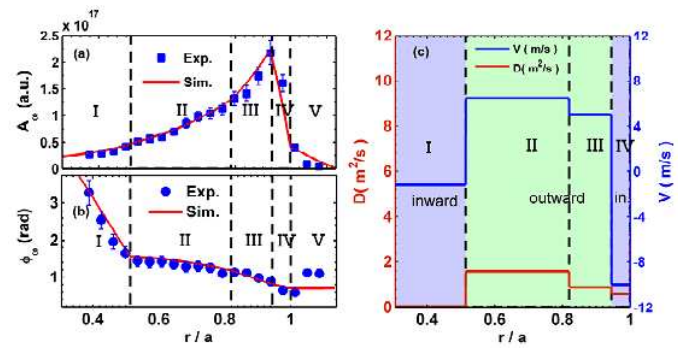 x 10^17
2.5
2
1.5
1
0.5
0
A_ω (a.u.)
(a)
Exp.
Sim.
I
II
III
IV
V
3
2
1
ϕ_ω (rad)
(b)
Exp.
Sim.
I
II
III
IV
V
0.4 0.6 0.8 1
r / a
(c)
V ( m/s )
D( m²/s )
12
10
8
6
4
2
0
D( m²/s )
I
II
III
IV
inward
outward
in.
12
8
4
0
-4
-8
-12
V ( m/s )
0.4 0.6 0.8 1
r / a